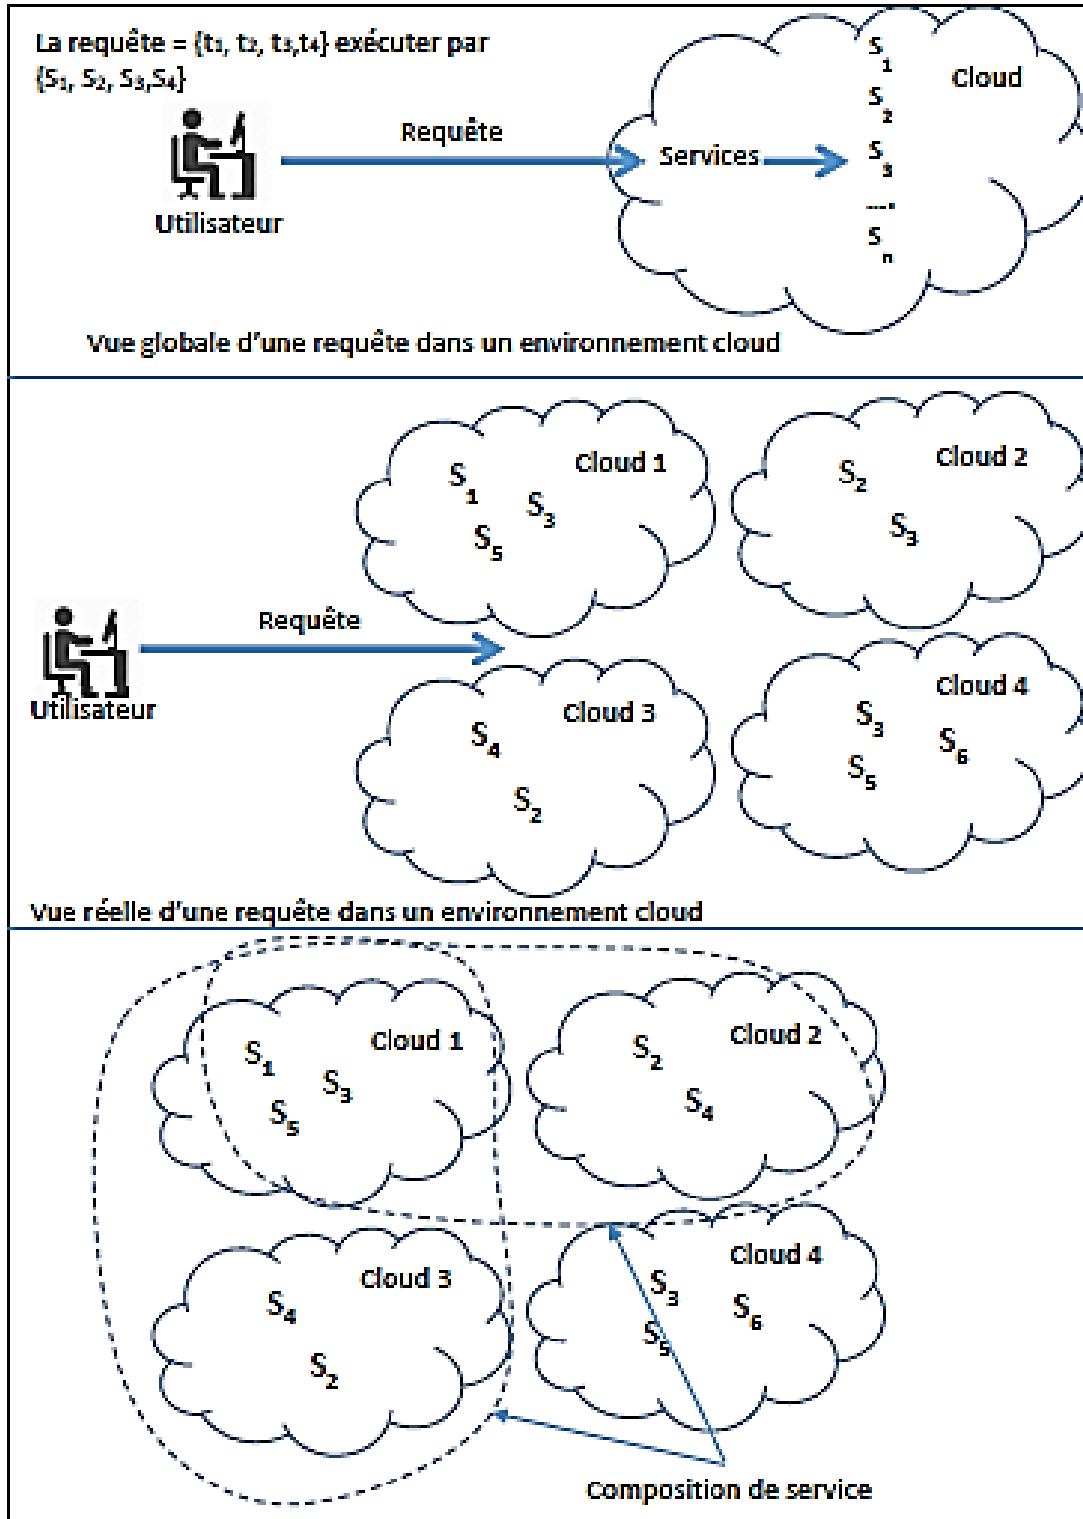 La requête = {t₁, t₂, t₃,t₄} exécuter par
{S₁, S₂, S₃,S₄}
Requête
Utilisateur
Services
Cloud
S₁
S₂
S₃
....
Sₙ
Vue globale d'une requête dans un environnement cloud
Cloud 1
S₁
S₃
S₅
Cloud 2
S₂
S₃
Requête
Utilisateur
Cloud 3
S₄
S₂
Cloud 4
S₃
S₆
S₅
Vue réelle d'une requête dans un environnement cloud
Cloud 1
S₁
S₃
S₅
Cloud 2
S₂
S₄
Cloud 3
S₄
S₂
Cloud 4
S₃
S₆
S₅
Composition de service